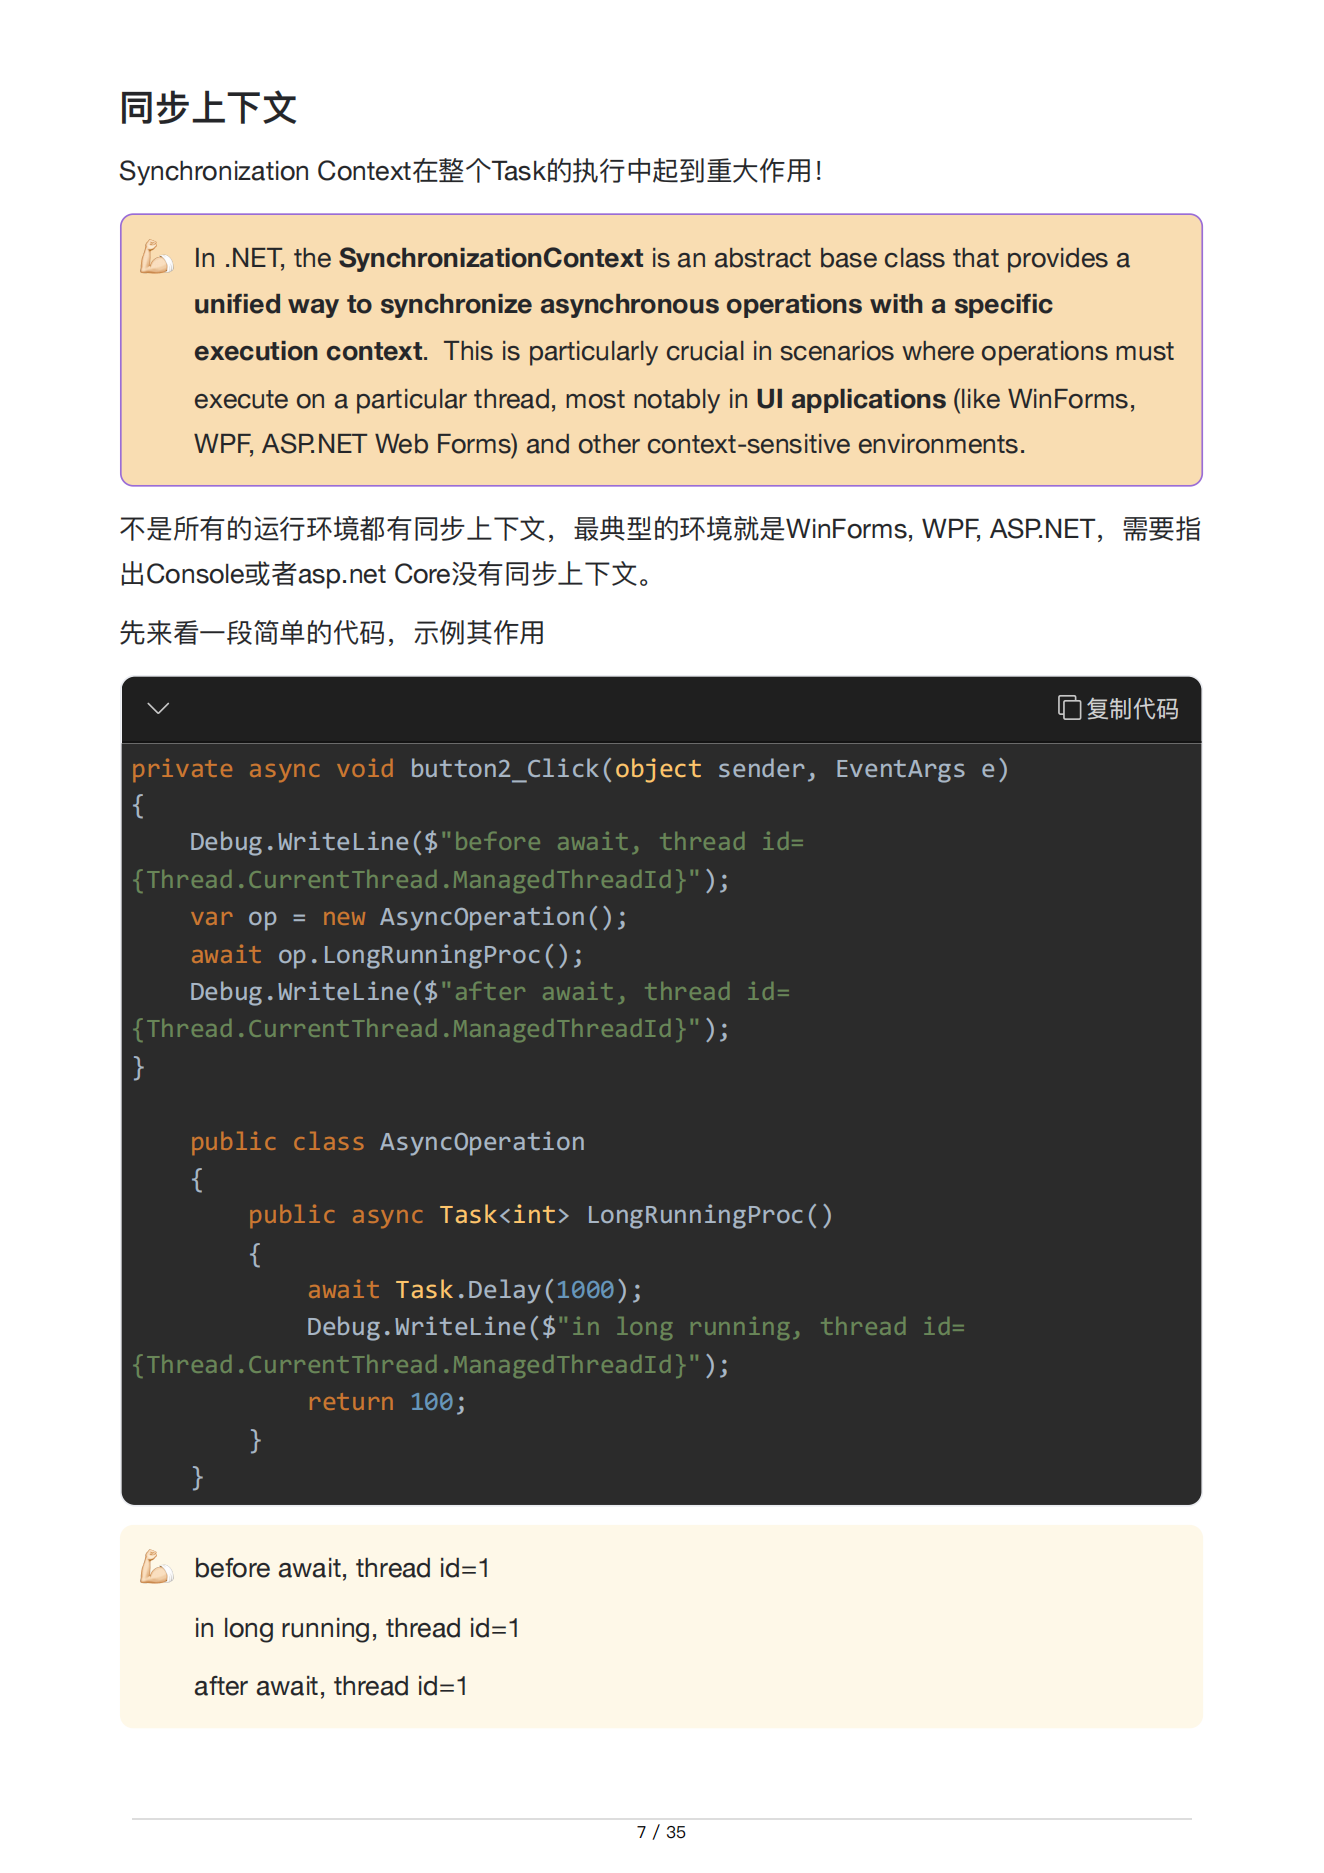 同步上下文
Synchronization Context在整个Task的执行中起到重大作用！
In .NET, the SynchronizationContext is an abstract base class that provides a
unified way to synchronize asynchronous operations with a specific
execution context.  This is particularly crucial in scenarios where operations must
execute on a particular thread, most notably in UI applications (like WinForms,
WPF, ASP.NET Web Forms) and other context-sensitive environments.
不是所有的运行环境都有同步上下文，最典型的环境就是WinForms, WPF, ASP.NET，需要指
出Console或者asp.net Core没有同步上下文。
先来看一段简单的代码，示例其作用
复制代码
private async void button2_Click(object sender, EventArgs e)
{
    Debug.WriteLine($"before await, thread id=
{Thread.CurrentThread.ManagedThreadId}");
    var op = new AsyncOperation();
    await op.LongRunningProc();
    Debug.WriteLine($"after await, thread id=
{Thread.CurrentThread.ManagedThreadId}");
}
    public class AsyncOperation
    {
        public async Task<int> LongRunningProc()
        {
            await Task.Delay(1000);
            Debug.WriteLine($"in long running, thread id=
{Thread.CurrentThread.ManagedThreadId}");
            return 100;
        }
    }
before await, thread id=1
in long running, thread id=1
after await, thread id=1
7 / 35